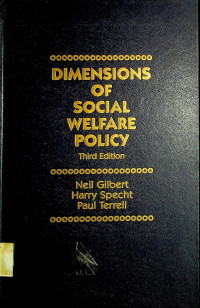 DIMENSIONS
OF
SOCIAL
WELFARE
POLICY
Third Edition
Neil Gilbert
Harry Specht
Paul Terrell